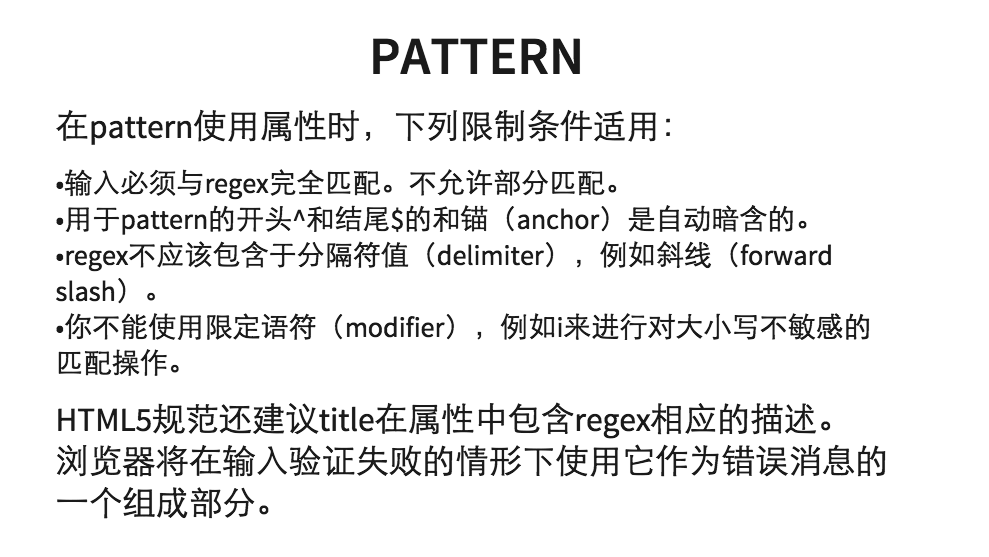 PATTERN
在pattern使用属性时，下列限制条件适用：
•输入必须与regex完全匹配。不允许部分匹配。
•用于pattern的开头^和结尾$的和锚（anchor）是自动暗含的。
•regex不应该包含于分隔符值（delimiter），例如斜线（forward
slash）。
•你不能使用限定语符（modifier），例如i来进行对大小写不敏感的
匹配操作。
HTML5规范还建议title在属性中包含regex相应的描述。
浏览器将在输入验证失败的情形下使用它作为错误消息的
一个组成部分。